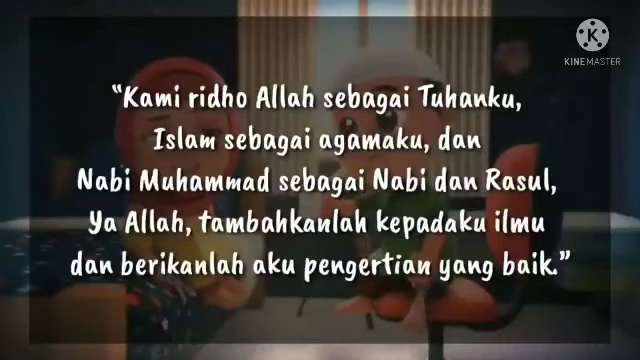 KINEMASTER
"Kami ridho Allah sebagai Tuhanku,
Islam sebagai agamaku, dan
Nabi Muhammad sebagai Nabi dan Rasul,
Ya Allah, tambahkanlah kepadaku ilmu
dan berikanlah aku pengertian yang baik."